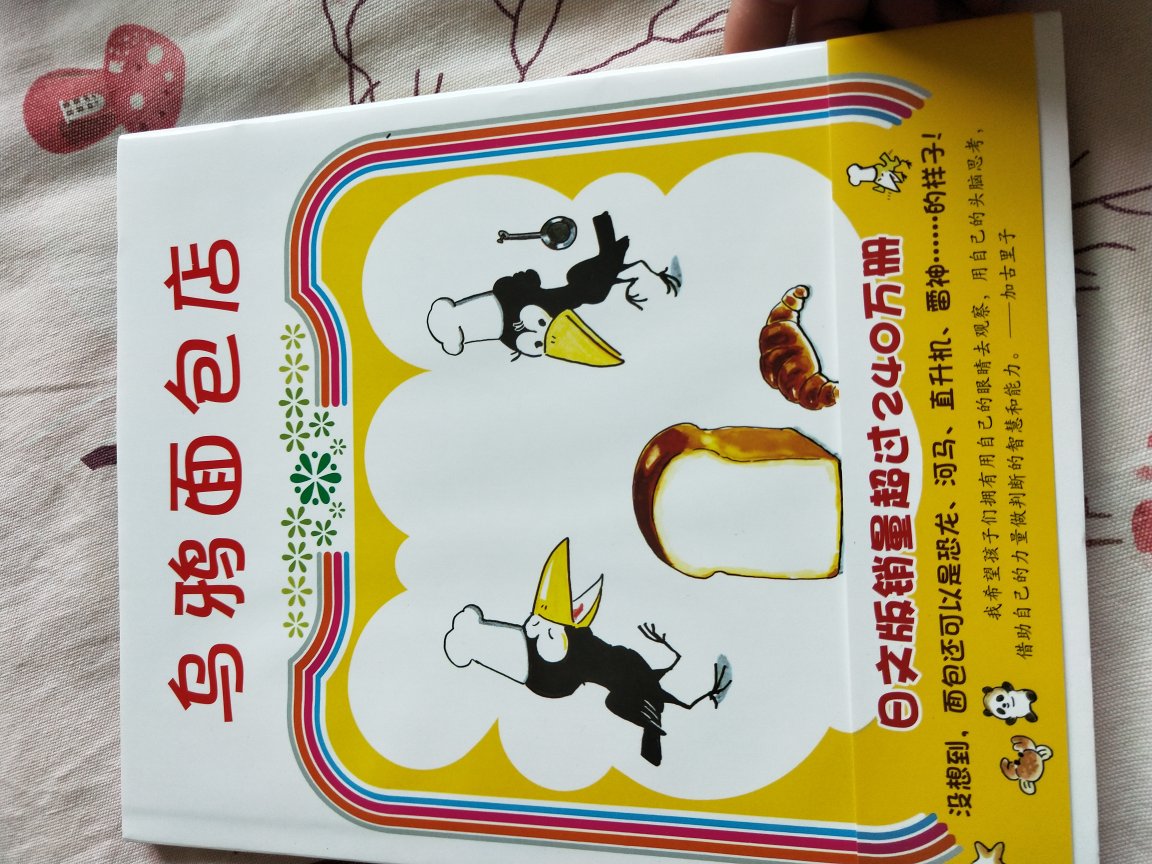 乌鸦面包店
日文版销量超过240万册
没想到，面包还可以是恐龙、河马、直升机、雷神……的样子！
我希望孩子们拥有用自己的眼睛去观察，用自己的头脑思考，
借助自己的力量做判断的智慧和能力。——加古里子